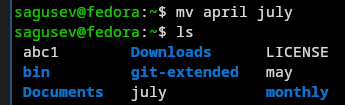 sagusev@fedora:~$ mv april july
sagusev@fedora:~$ ls
abc1 Downloads LICENSE
bin git-extended may
Documents july monthly